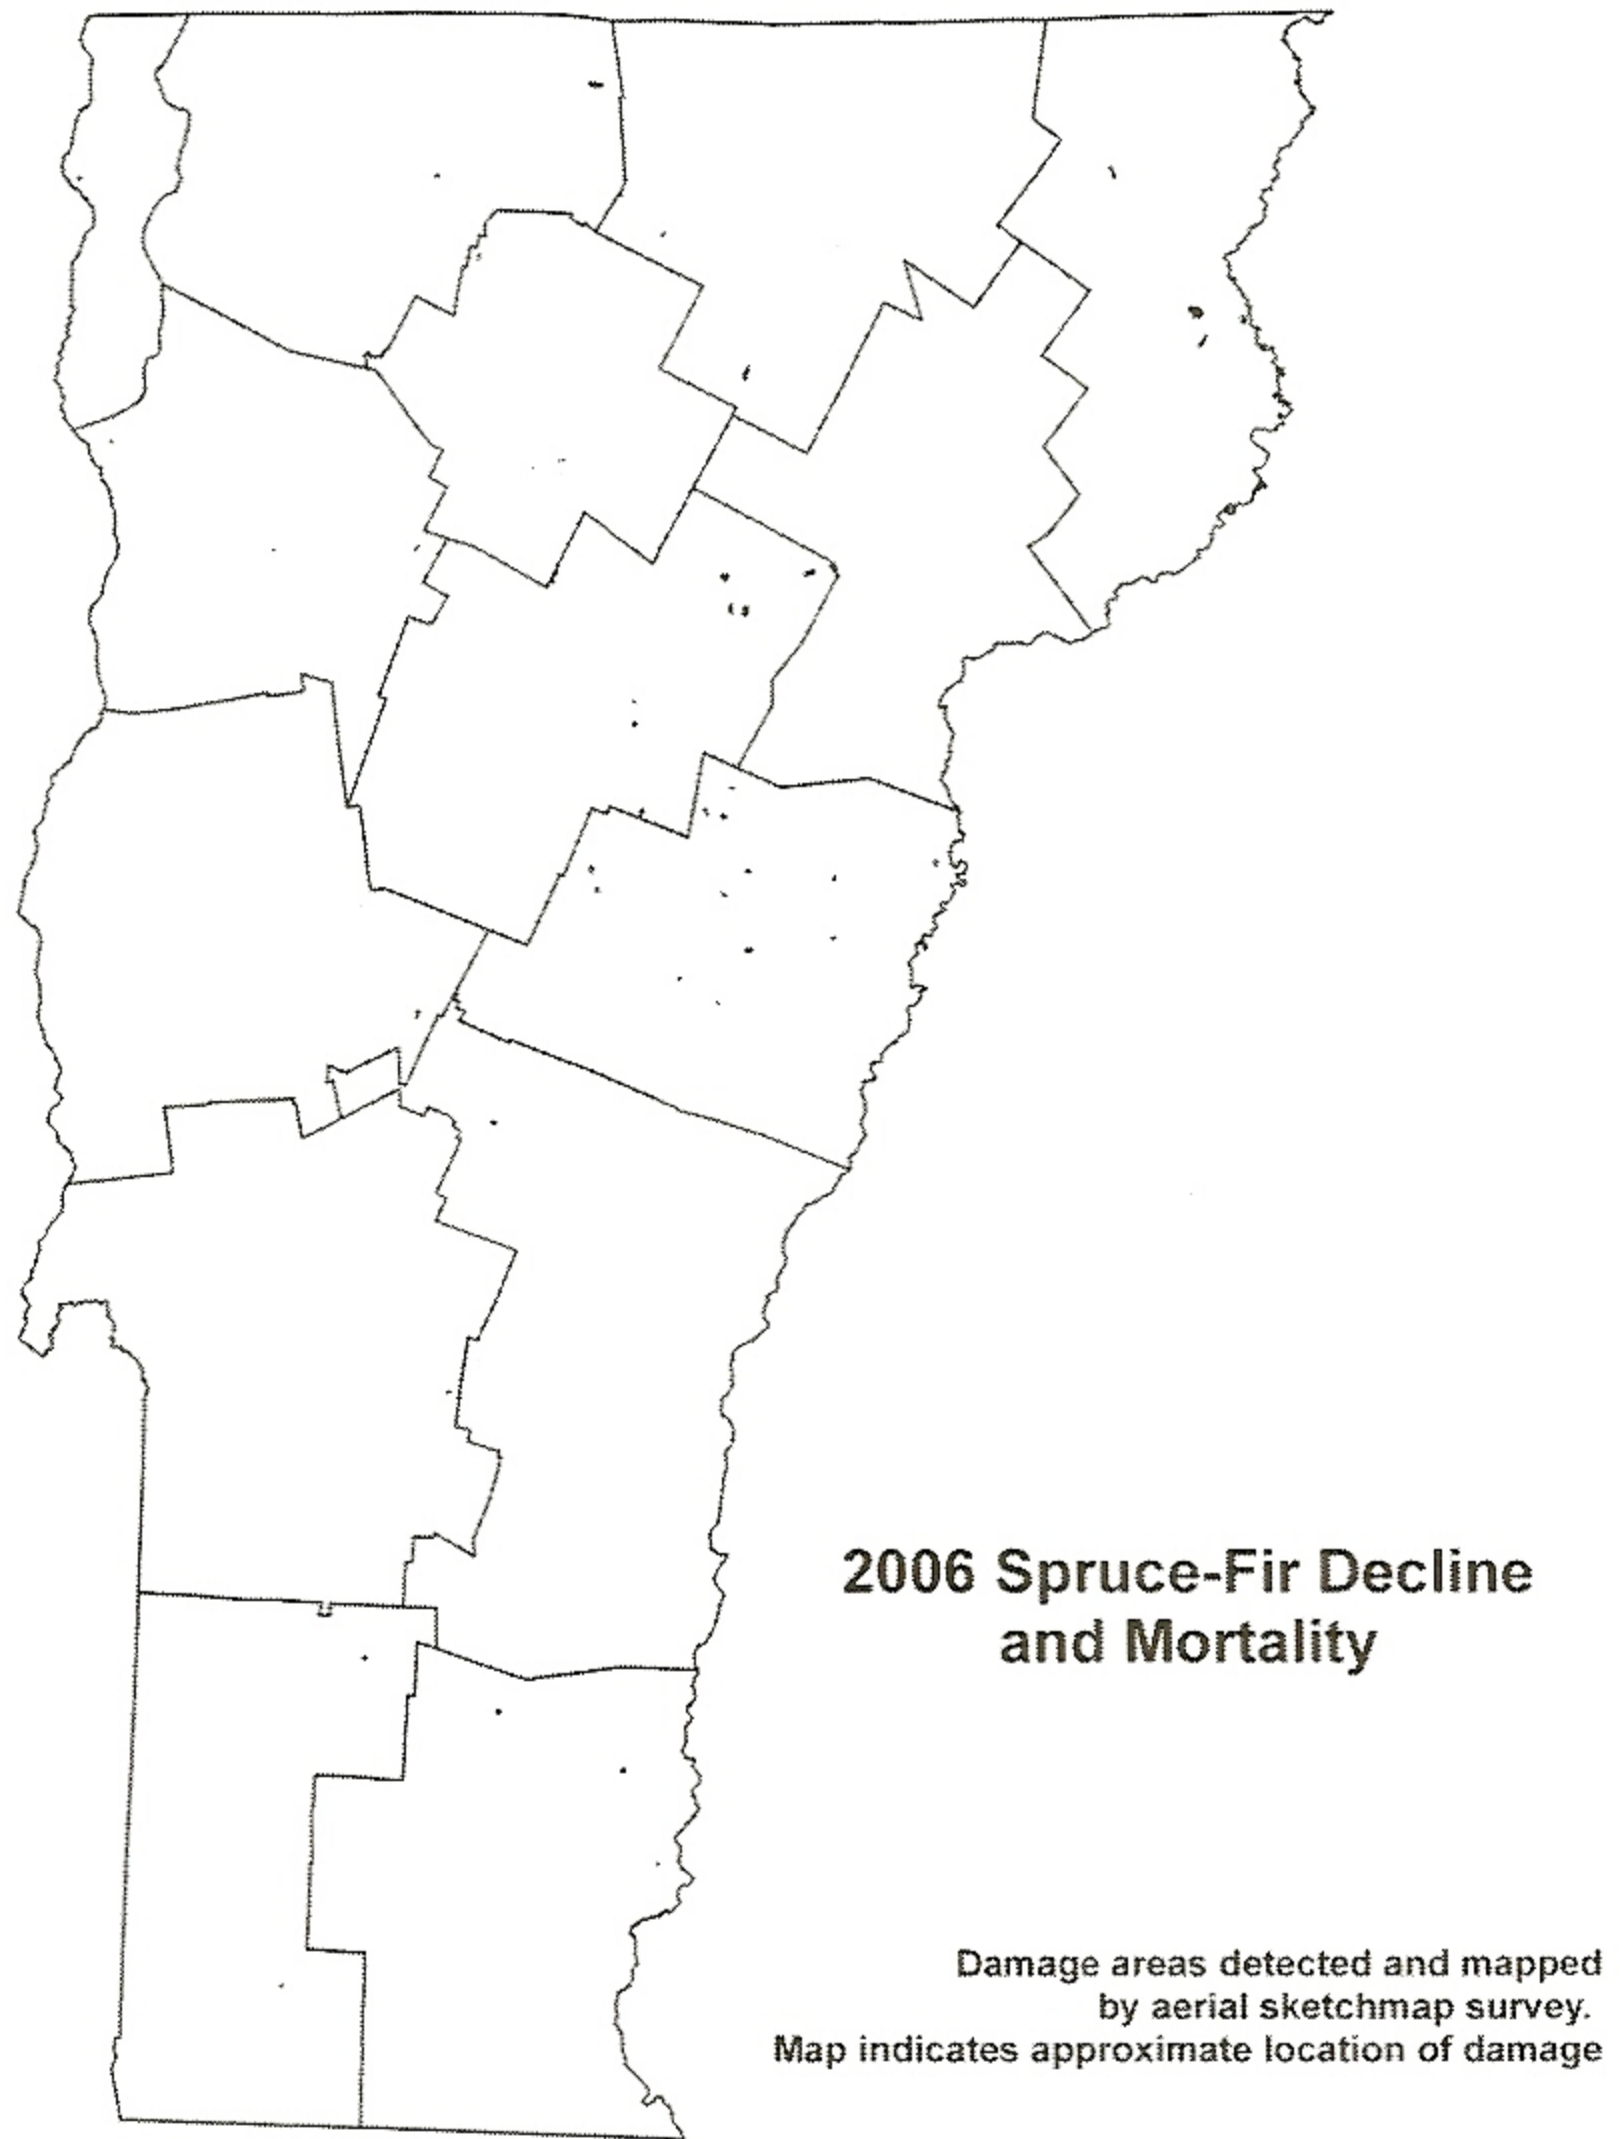 2006 Spruce-Fir Decline
and Mortality
Damage areas detected and mapped
by aerial sketchmap survey.
Map indicates approximate location of damage